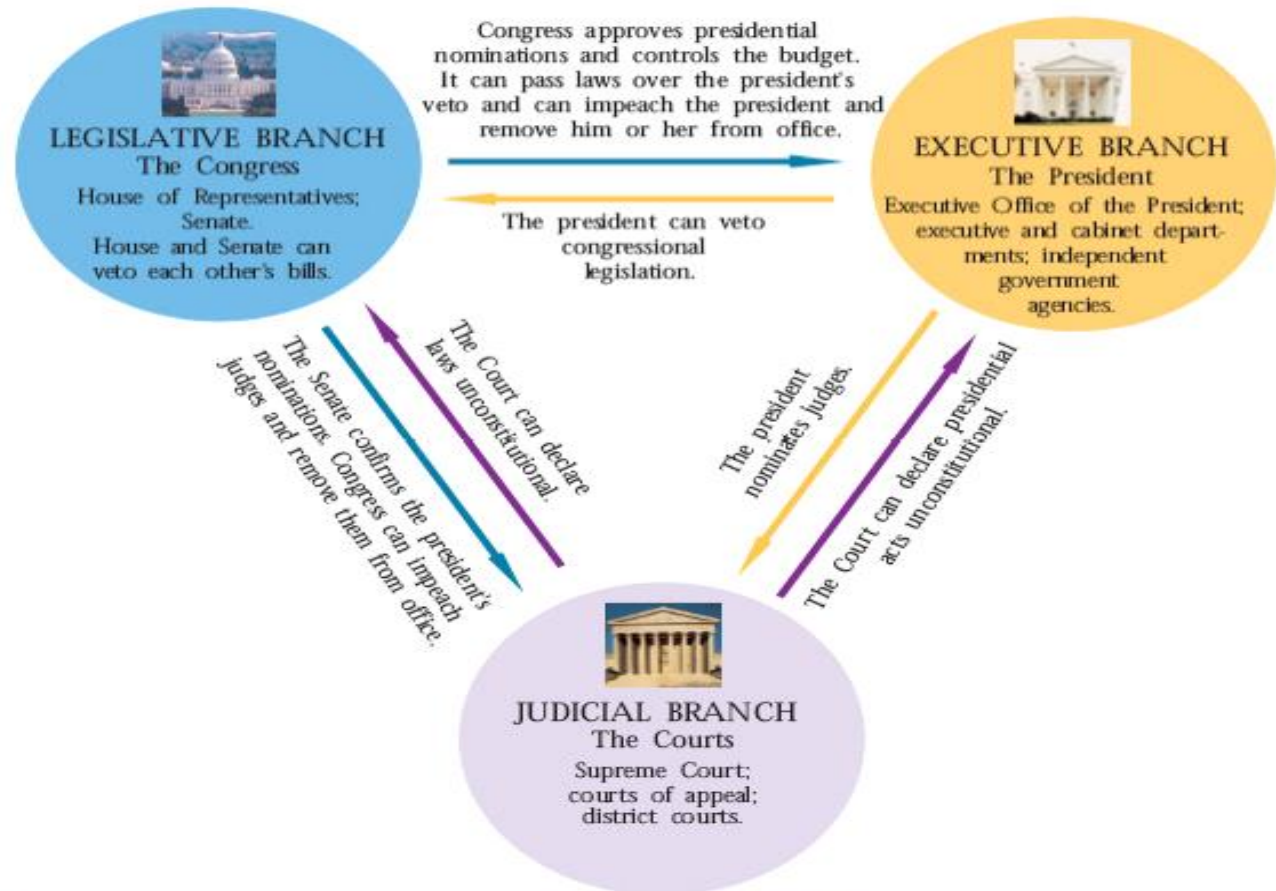 Congress approves presidential
nominations and controls the budget.
It can pass laws over the president's
veto and can impeach the president and
remove him or her from office.
LEGISLATIVE BRANCH
The Congress
House of Representatives;
Senate.
House and Senate can
veto each other's bills.
EXECUTIVE BRANCH
The President
Executive Office of the President;
executive and cabinet depart-
ments; independent
government
agencies.
The president can veto
congressional
legislation.
The Senate confirms the president's
nominations. Congress can impeach
judges and remove them from office.
The Court can declare
laws unconstitutional.
The president
nominates judges.
The Court can declare presidential
acts unconstitutional.
JUDICIAL BRANCH
The Courts
Supreme Court;
courts of appeal;
district courts.